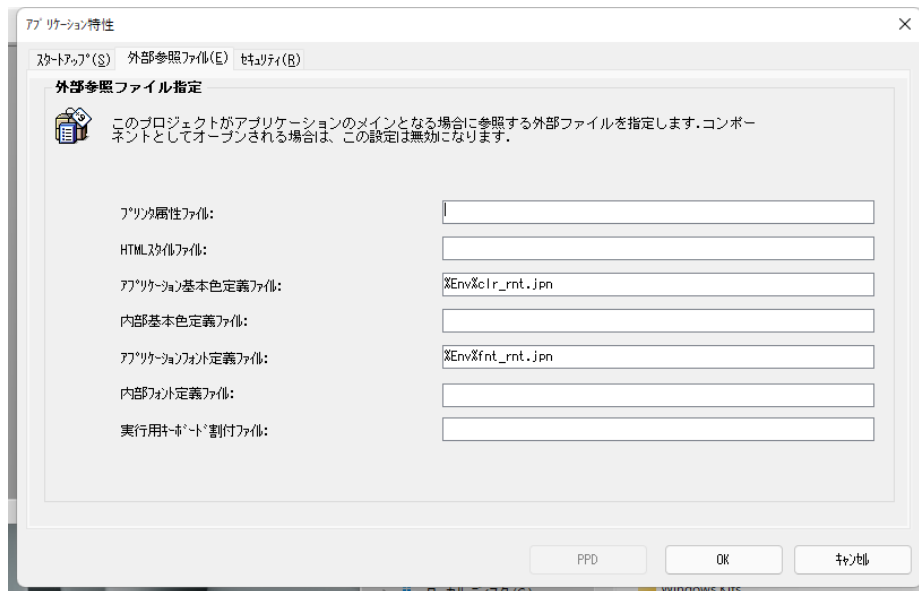 アプリケーション特性
スタートアップ(S) 外部参照ファイル(E) セキュリティ(R)
外部参照ファイル指定
このプロジェクトがアプリケーションのメインとなる場合に参照する外部ファイルを指定します.コンポー
ネントとしてオープンされる場合は、この設定は無効になります.
プリンタ属性ファイル:
HTMLスタイルファイル:
アプリケーション基本色定義ファイル: %Env%clr_rnt.jpn
内部基本色定義ファイル:
アプリケーションフォント定義ファイル: %Env%fnt_rnt.jpn
内部フォント定義ファイル:
実行用キーボード割付ファイル:
PPD OK キャンセル